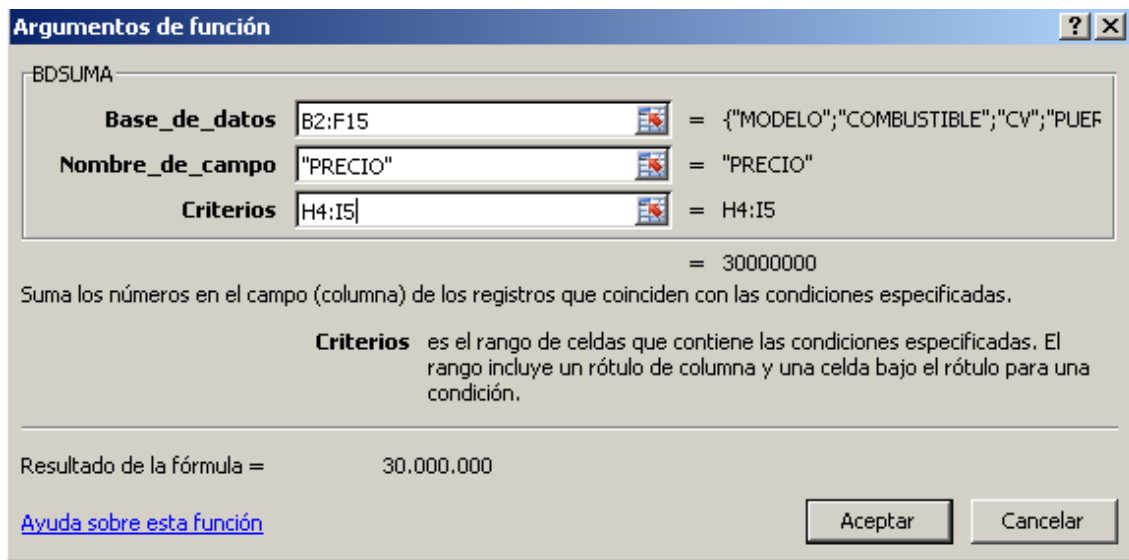 Argumentos de función
BDSUMA
Base_de_datos B2:F15 = {"MODELO";"COMBUSTIBLE";"CV";"PUER
Nombre_de_campo "PRECIO" = "PRECIO"
Criterios H4:I5 = H4:I5
= 30000000
Suma los números en el campo (columna) de los registros que coinciden con las condiciones especificadas.
Criterios es el rango de celdas que contiene las condiciones especificadas. El
rango incluye un rótulo de columna y una celda bajo el rótulo para una
condición.
Resultado de la fórmula = 30.000.000
Ayuda sobre esta función Aceptar Cancelar